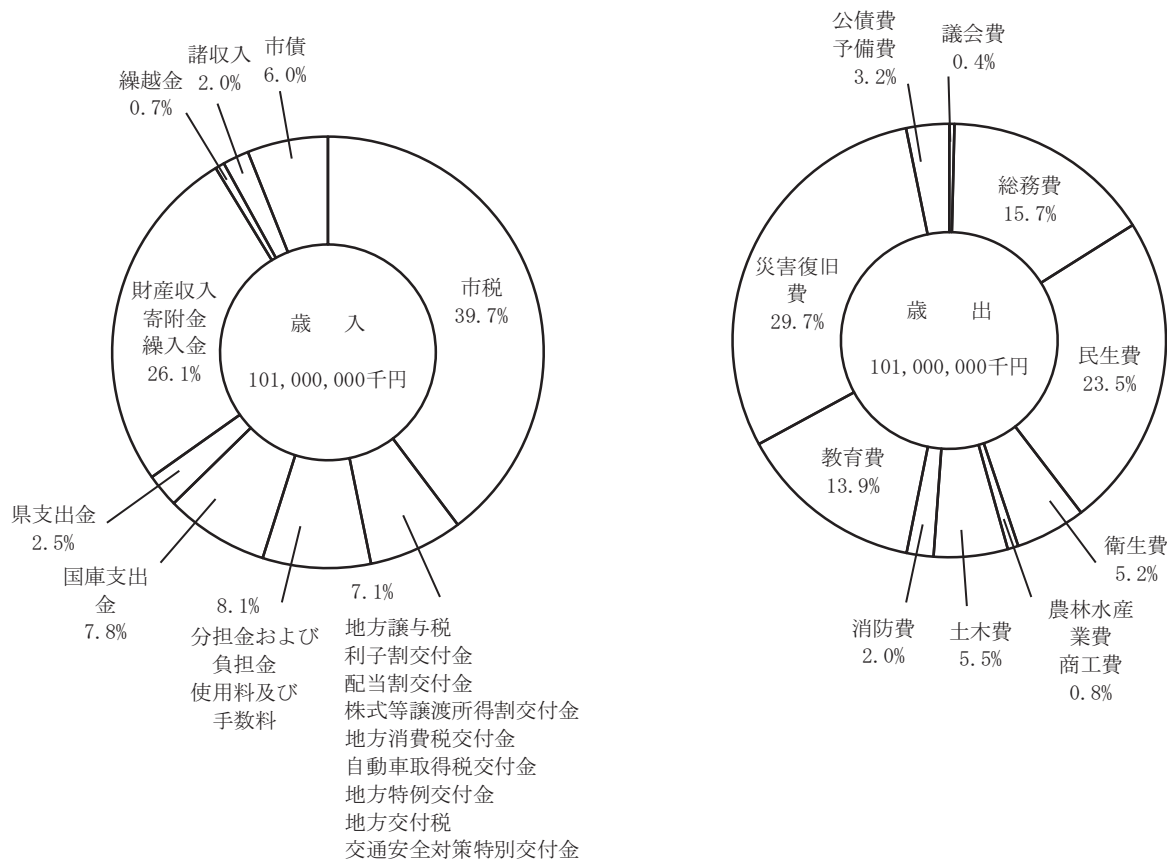 市債
6.0%
諸収入
2.0%
繰越金
0.7%
財産収入
寄附金
繰入金
26.1%
市税
39.7%
歳 入
101,000,000千円
県支出金
2.5%
国庫支出
金
7.8%
8.1%
分担金および
負担金
使用料及び
手数料
7.1%
地方譲与税
利子割交付金
配当割交付金
株式等譲渡所得割交付金
地方消費税交付金
自動車取得税交付金
地方特例交付金
地方交付税
交通安全対策特別交付金
公債費
予備費
3.2%
議会費
0.4%
総務費
15.7%
災害復旧
費
29.7%
歳 出
101,000,000千円
民生費
23.5%
教育費
13.9%
衛生費
5.2%
農林水産
業費
商工費
0.8%
土木費
5.5%
消防費
2.0%